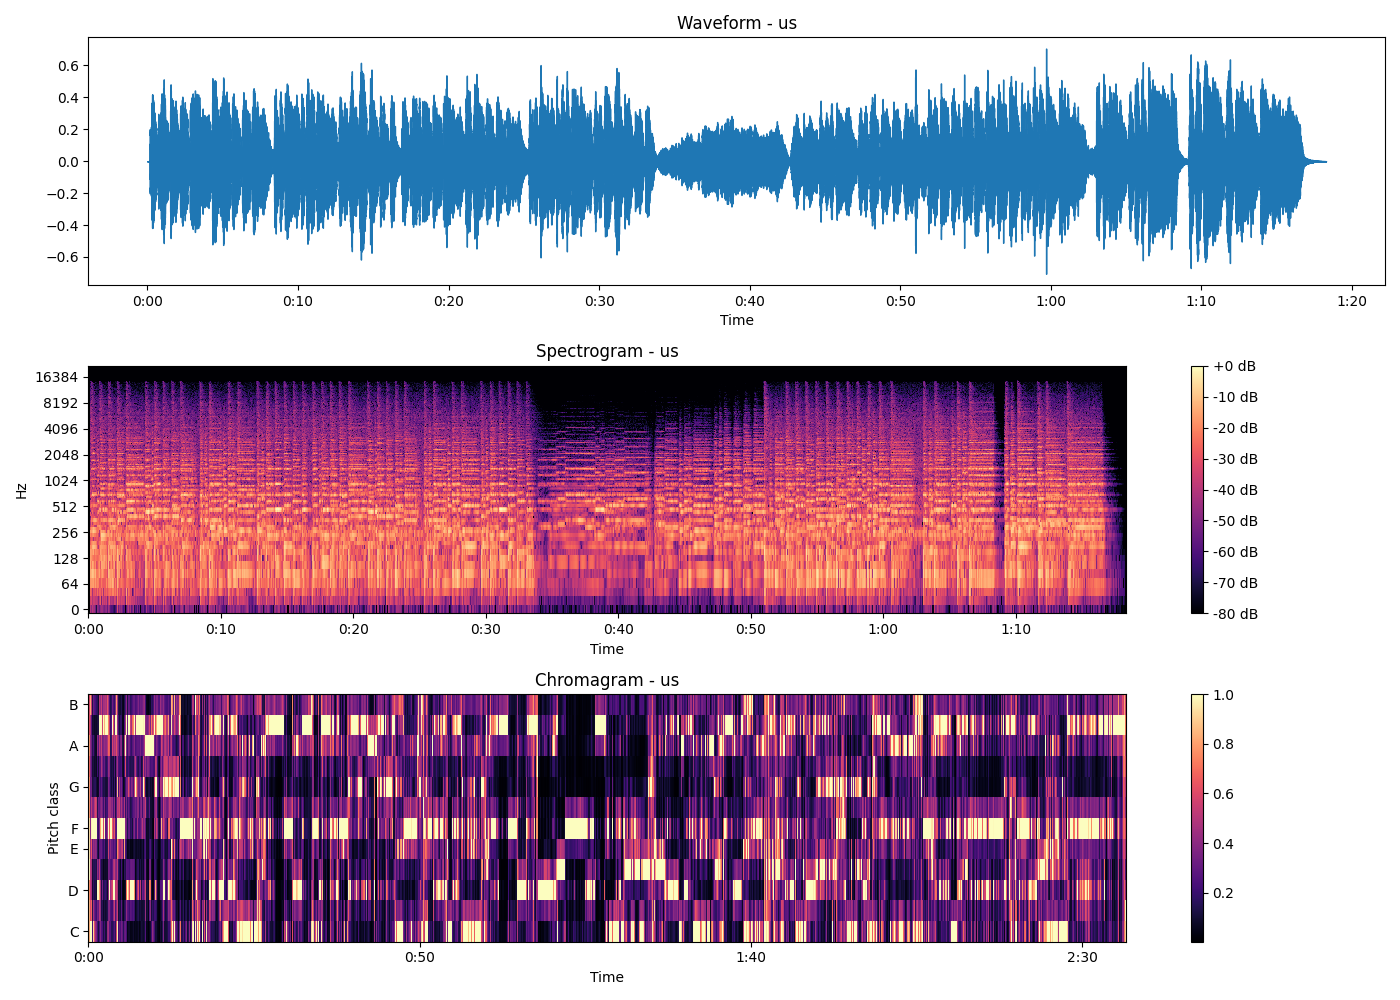 Waveform - us
0.6
0.4
0.2
0.0
−0.2
−0.4
−0.6
0:00 0:10 0:20 0:30 0:40 0:50 1:00 1:10 1:20
Time
Spectrogram - us
Hz
16384
8192
4096
2048
1024
512
256
128
64
0
0:00 0:10 0:20 0:30 0:40 0:50 1:00 1:10
Time
+0 dB
-10 dB
-20 dB
-30 dB
-40 dB
-50 dB
-60 dB
-70 dB
-80 dB
Chromagram - us
Pitch class
B
A
G
F
E
D
C
0:00 0:50 1:40 2:30
Time
1.0
0.8
0.6
0.4
0.2